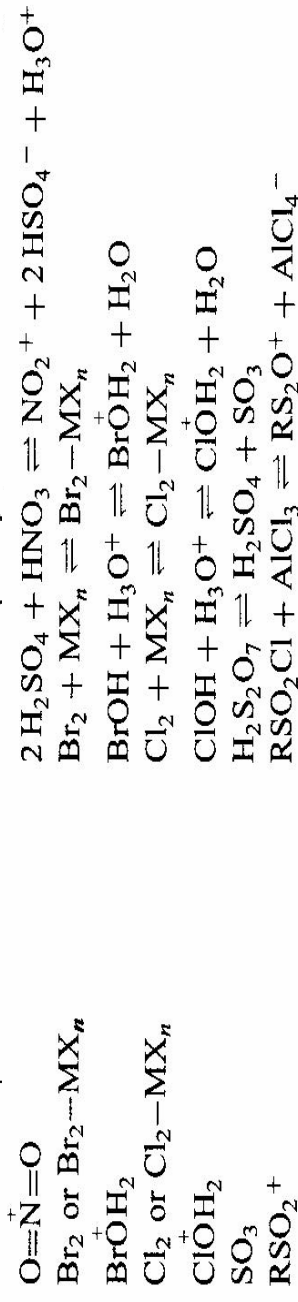 O=N⁺=O 2H₂SO₄ + HNO₃ ⇌ NO₂⁺ + 2HSO₄⁻ + H₃O⁺
Br₂ or Br₂--MXₙ Br₂ + MXₙ ⇌ Br₂–MXₙ
BrO⁺H₂ BrOH + H₃O⁺ ⇌ BrO⁺H₂ + H₂O
Cl₂ or Cl₂–MXₙ Cl₂ + MXₙ ⇌ Cl₂–MXₙ
ClO⁺H₂ ClOH + H₃O⁺ ⇌ ClO⁺H₂ + H₂O
SO₃ H₂S₂O₇ ⇌ H₂SO₄ + SO₃
RSO₂⁺ RSO₂Cl + AlCl₃ ⇌ RS₂O⁺ + AlCl₄⁻